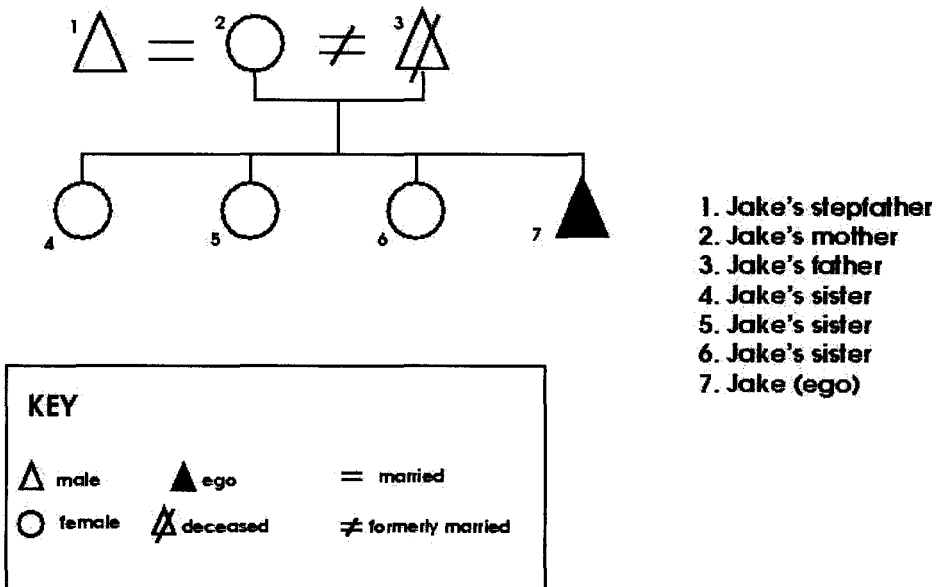 1 2 3
4 5 6 7
1. Jake's stepfather
2. Jake's mother
3. Jake's father
4. Jake's sister
5. Jake's sister
6. Jake's sister
7. Jake (ego)
KEY
male ego = married
female deceased ≠ formerly married